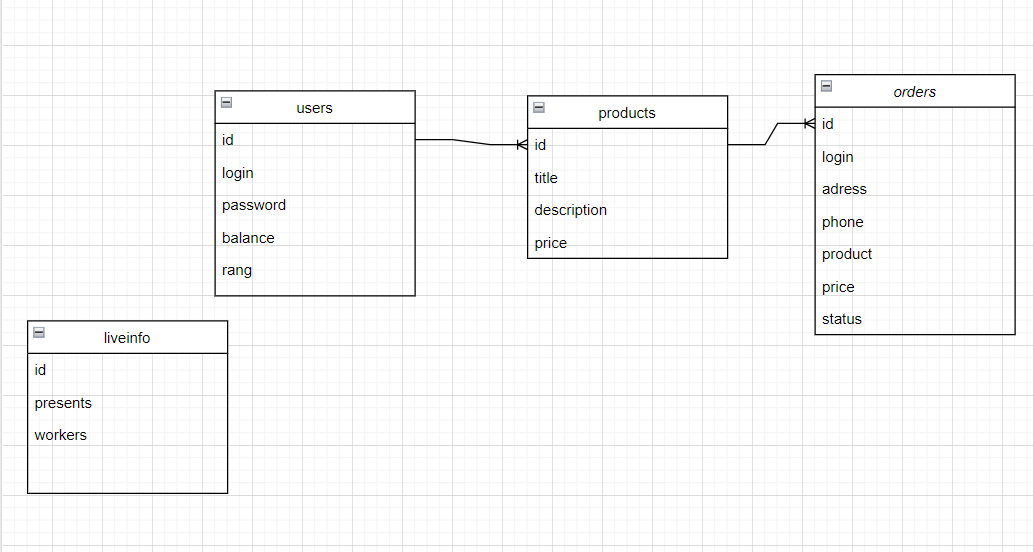 users
id
login
password
balance
rang
products
id
title
description
price
orders
id
login
adress
phone
product
price
status
liveinfo
id
presents
workers